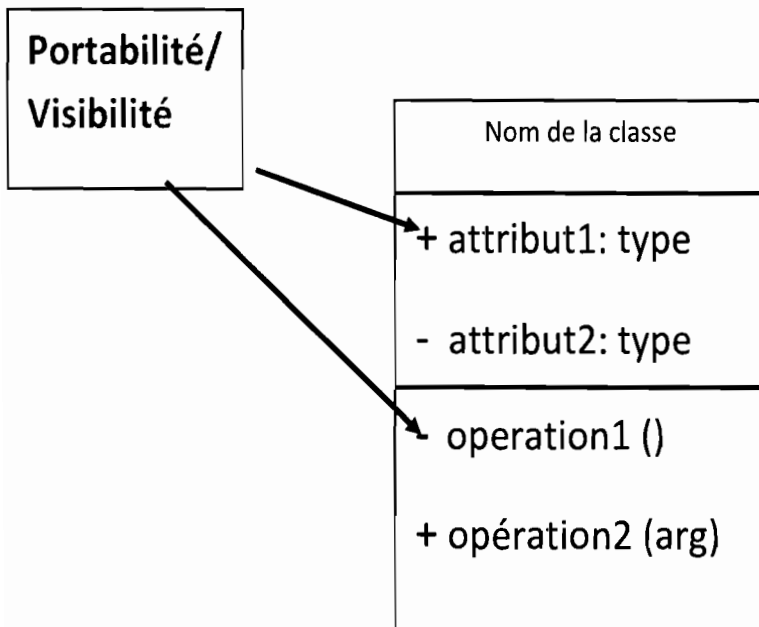 Portabilité/
Visibilité
Nom de la classe
+ attribut1: type
- attribut2: type
- operation1 ()
+ opération2 (arg)